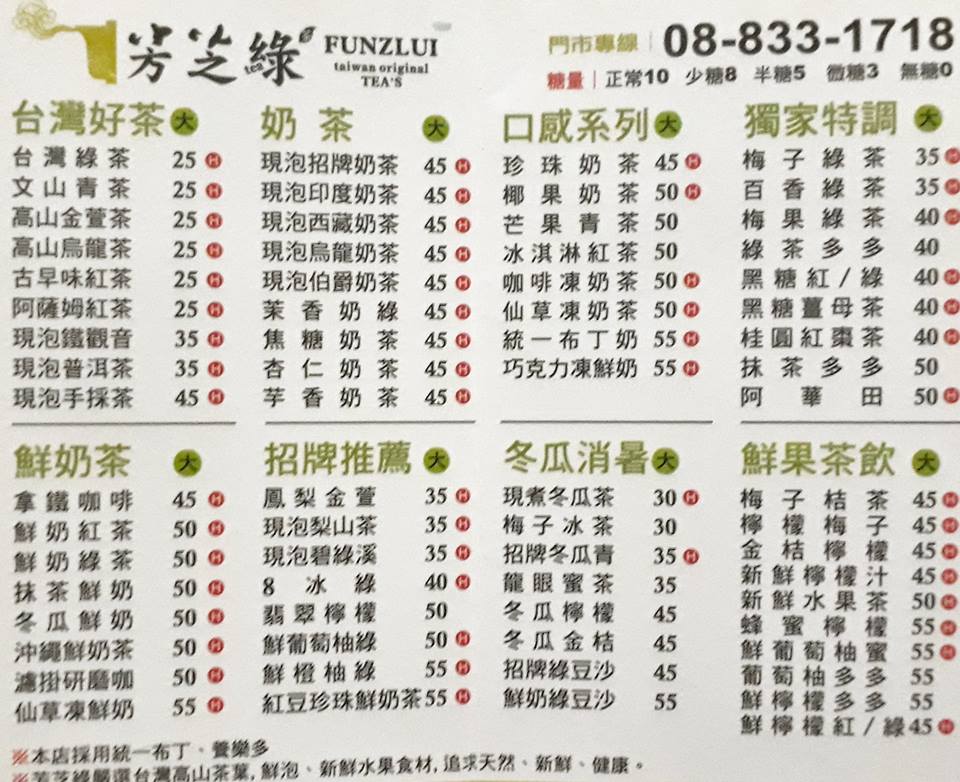 芳芝綠 tea
FUNZLUI
taiwan original
TEA'S
門市專線 | 08-833-1718
糖量 | 正常10 少糖8 半糖5 微糖3 無糖0
台灣好茶 大
台灣綠茶 25 H
文山青茶 25 H
高山金萱茶 25 H
高山烏龍茶 25 H
古早味紅茶 25 H
阿薩姆紅茶 25 H
現泡鐵觀音 35 H
現泡普洱茶 35 H
現泡手採茶 45 H
奶茶 大
現泡招牌奶茶 45 H
現泡印度奶茶 45 H
現泡西藏奶茶 45 H
現泡烏龍奶茶 45 H
現泡伯爵奶茶 45 H
茉香奶綠 45 H
焦糖奶茶 45 H
杏仁奶茶 45 H
芋香奶茶 45 H
口感系列 大
珍珠奶茶 45 H
椰果奶茶 50 H
芒果青茶 50
冰淇淋紅茶 50
咖啡凍奶茶 50 H
仙草凍奶茶 50 H
統一布丁奶 55 H
巧克力凍鮮奶 55 H
獨家特調 大
梅子綠茶 35 H
百香綠茶 35 H
梅果綠茶 40 H
綠茶多多 40
黑糖紅/綠 40 H
黑糖薑母茶 40 H
桂圓紅棗茶 40 H
抹茶多多 50
阿華田 50 H
鮮奶茶 大
拿鐵咖啡 45 H
鮮奶紅茶 50 H
鮮奶綠茶 50 H
抹茶鮮奶 50 H
冬瓜鮮奶 50 H
沖繩鮮奶茶 50 H
濾掛研磨咖 50 H
仙草凍鮮奶 55 H
招牌推薦 大
鳳梨金萱 35 H
現泡梨山茶 35 H
現泡碧綠溪 35 H
8冰綠 40 H
翡翠檸檬 50
鮮葡萄柚綠 50 H
鮮橙柚綠 55 H
紅豆珍珠鮮奶茶 55 H
冬瓜消暑 大
現煮冬瓜茶 30 H
梅子冰茶 30
招牌冬瓜青 35 H
龍眼蜜茶 35
冬瓜檸檬 45
冬瓜金桔 45
招牌綠豆沙 45
鮮奶綠豆沙 55
鮮果茶飲 大
梅子桔茶 45 H
檸檬梅子 45 H
金桔檸檬 45 H
新鮮檸檬汁 45 H
新鮮水果茶 50 H
蜂蜜檸檬 55 H
鮮葡萄柚蜜 55 H
葡萄柚多多 55
鮮檸檬多多 55
鮮檸檬紅/綠 45 H
※本店採用統一布丁、養樂多
※芳芝綠嚴選台灣高山茶葉,鮮泡、新鮮水果食材,追求天然、新鮮、健康。